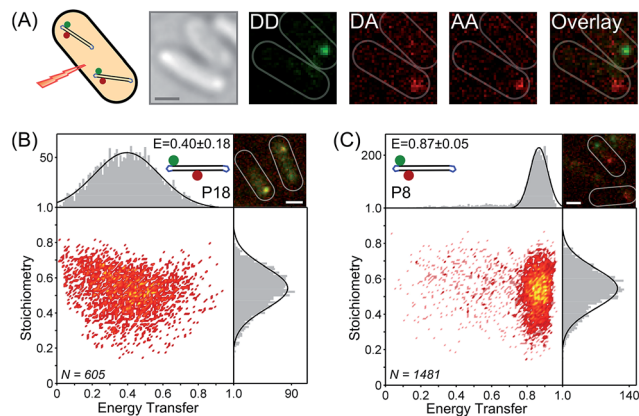 (A)
DD
DA
AA
Overlay
(B)
E=0.40±0.18
P18
50
1.0
Stoichiometry
0.8
0.6
0.4
0.2
0
N = 605
0 0.2 0.4 0.6 0.8 1.0 90
Energy Transfer
(C)
E=0.87±0.05
P8
200
1.0
Stoichiometry
0.8
0.6
0.4
0.2
0
N = 1481
0 0.2 0.4 0.6 0.8 1.0 140
Energy Transfer